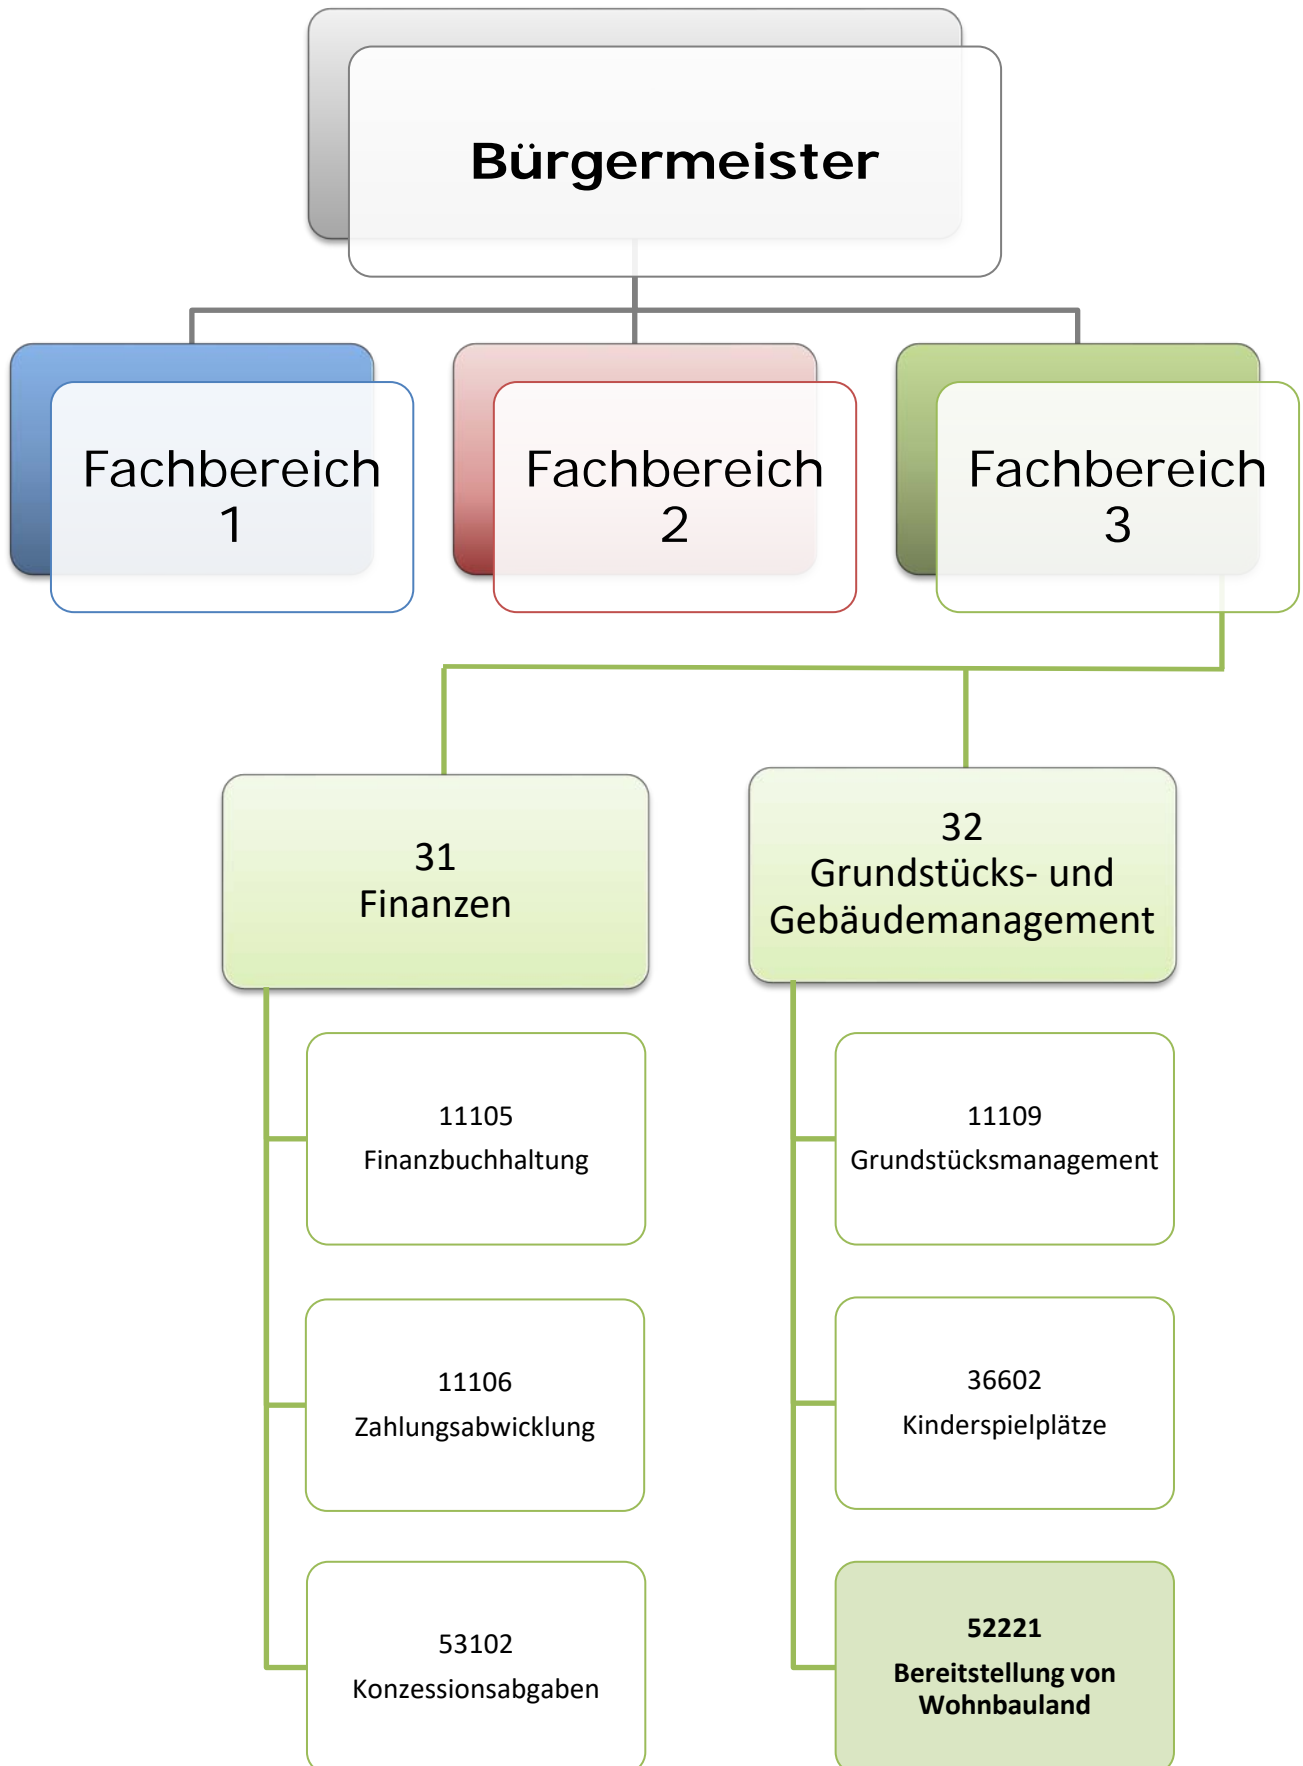 Bürgermeister
Fachbereich
1
Fachbereich
2
Fachbereich
3
31
Finanzen
32
Grundstücks- und
Gebäudemanagement
11105
Finanzbuchhaltung
11109
Grundstücksmanagement
11106
Zahlungsabwicklung
36602
Kinderspielplätze
53102
Konzessionsabgaben
52221
Bereitstellung von
Wohnbauland